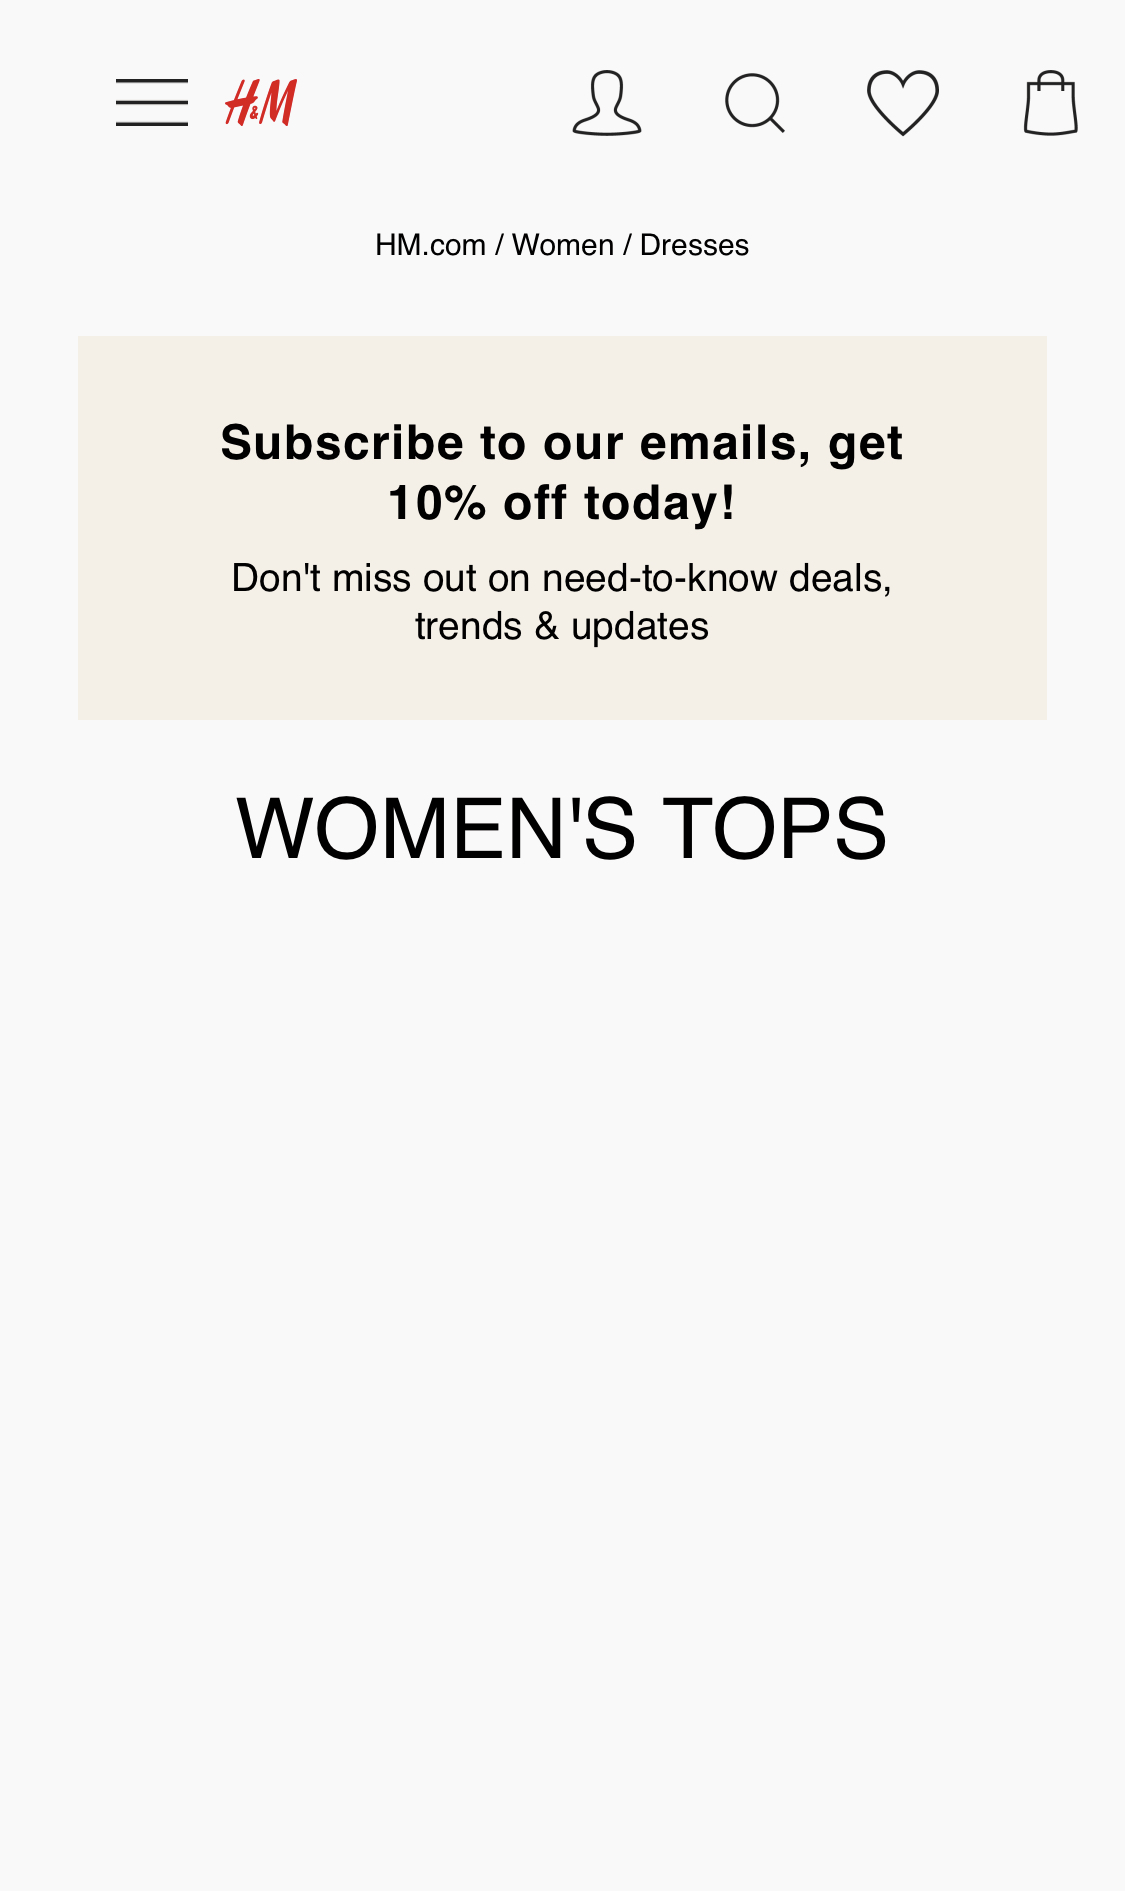 H&M
HM.com / Women / Dresses
Subscribe to our emails, get
10% off today!
Don't miss out on need-to-know deals,
trends & updates
WOMEN'S TOPS